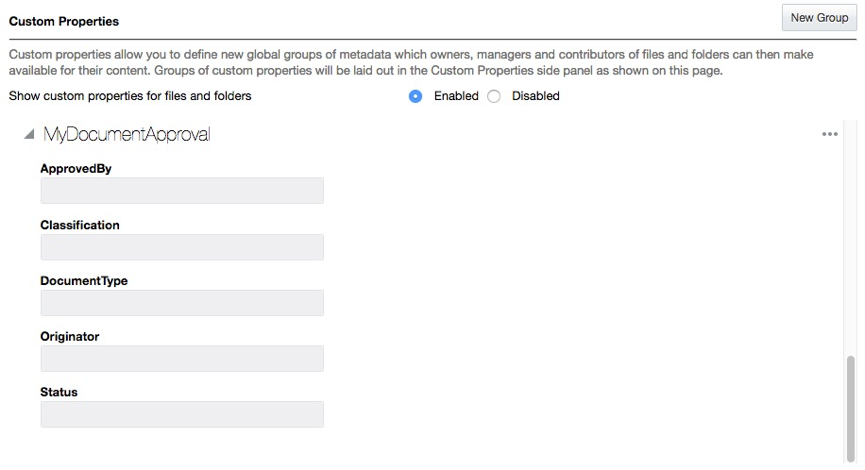 Custom Properties
New Group
Custom properties allow you to define new global groups of metadata which owners, managers and contributors of files and folders can then make
available for their content. Groups of custom properties will be laid out in the Custom Properties side panel as shown on this page.
Show custom properties for files and folders Enabled Disabled
MyDocumentApproval
ApprovedBy
Classification
DocumentType
Originator
Status